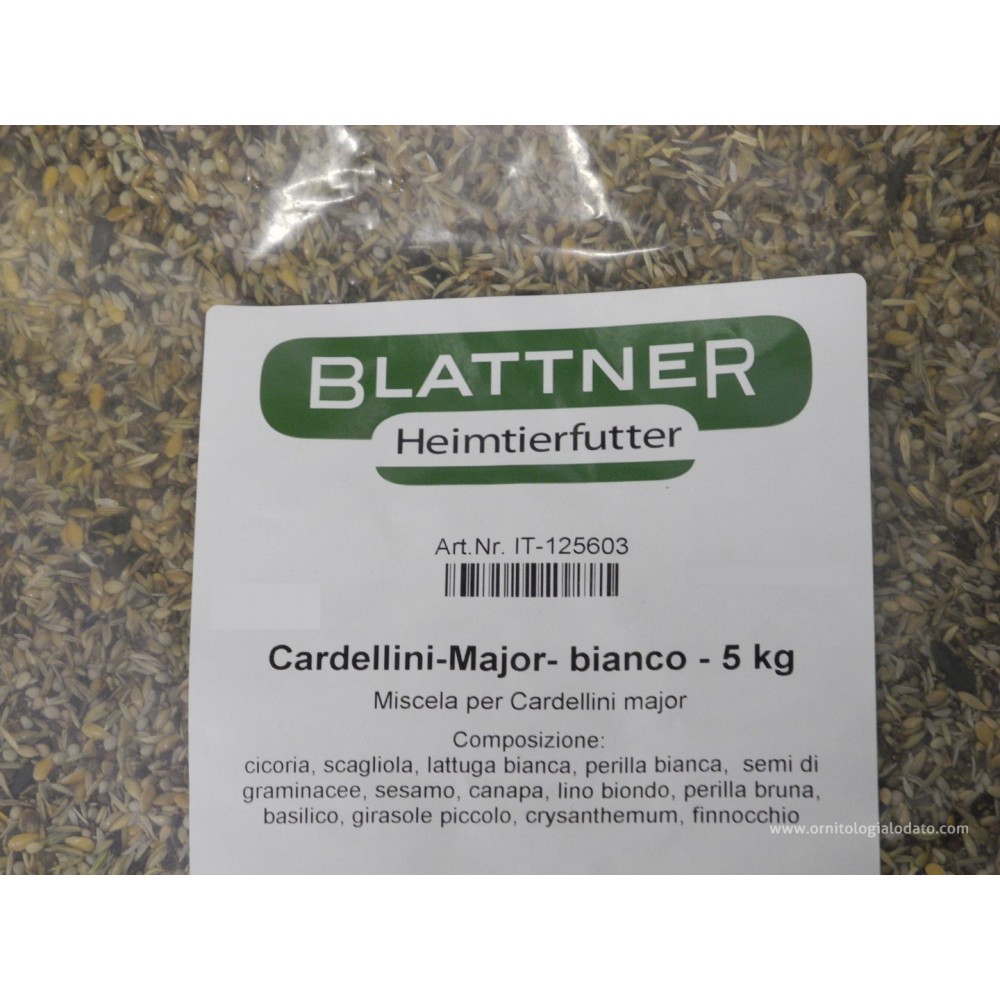 BLATTNER
Heimtierfutter
Art.Nr. IT-125603
Cardellini-Major- bianco - 5 kg
Miscela per Cardellini major
Composizione:
cicoria, scagliola, lattuga bianca, perilla bianca, semi di
graminacee, sesamo, canapa, lino biondo, perilla bruna,
basilico, girasole piccolo, crysanthemum, finnocchio
www.ornitologialodato.com